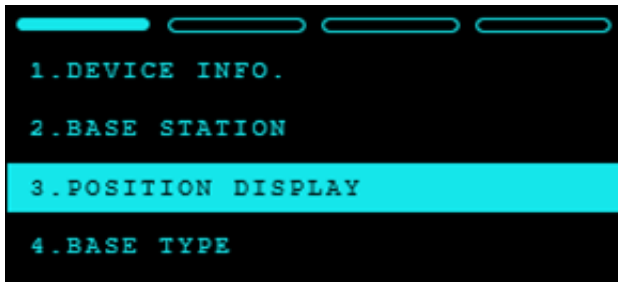 1.DEVICE INFO.
2.BASE STATION
3.POSITION DISPLAY
4.BASE TYPE